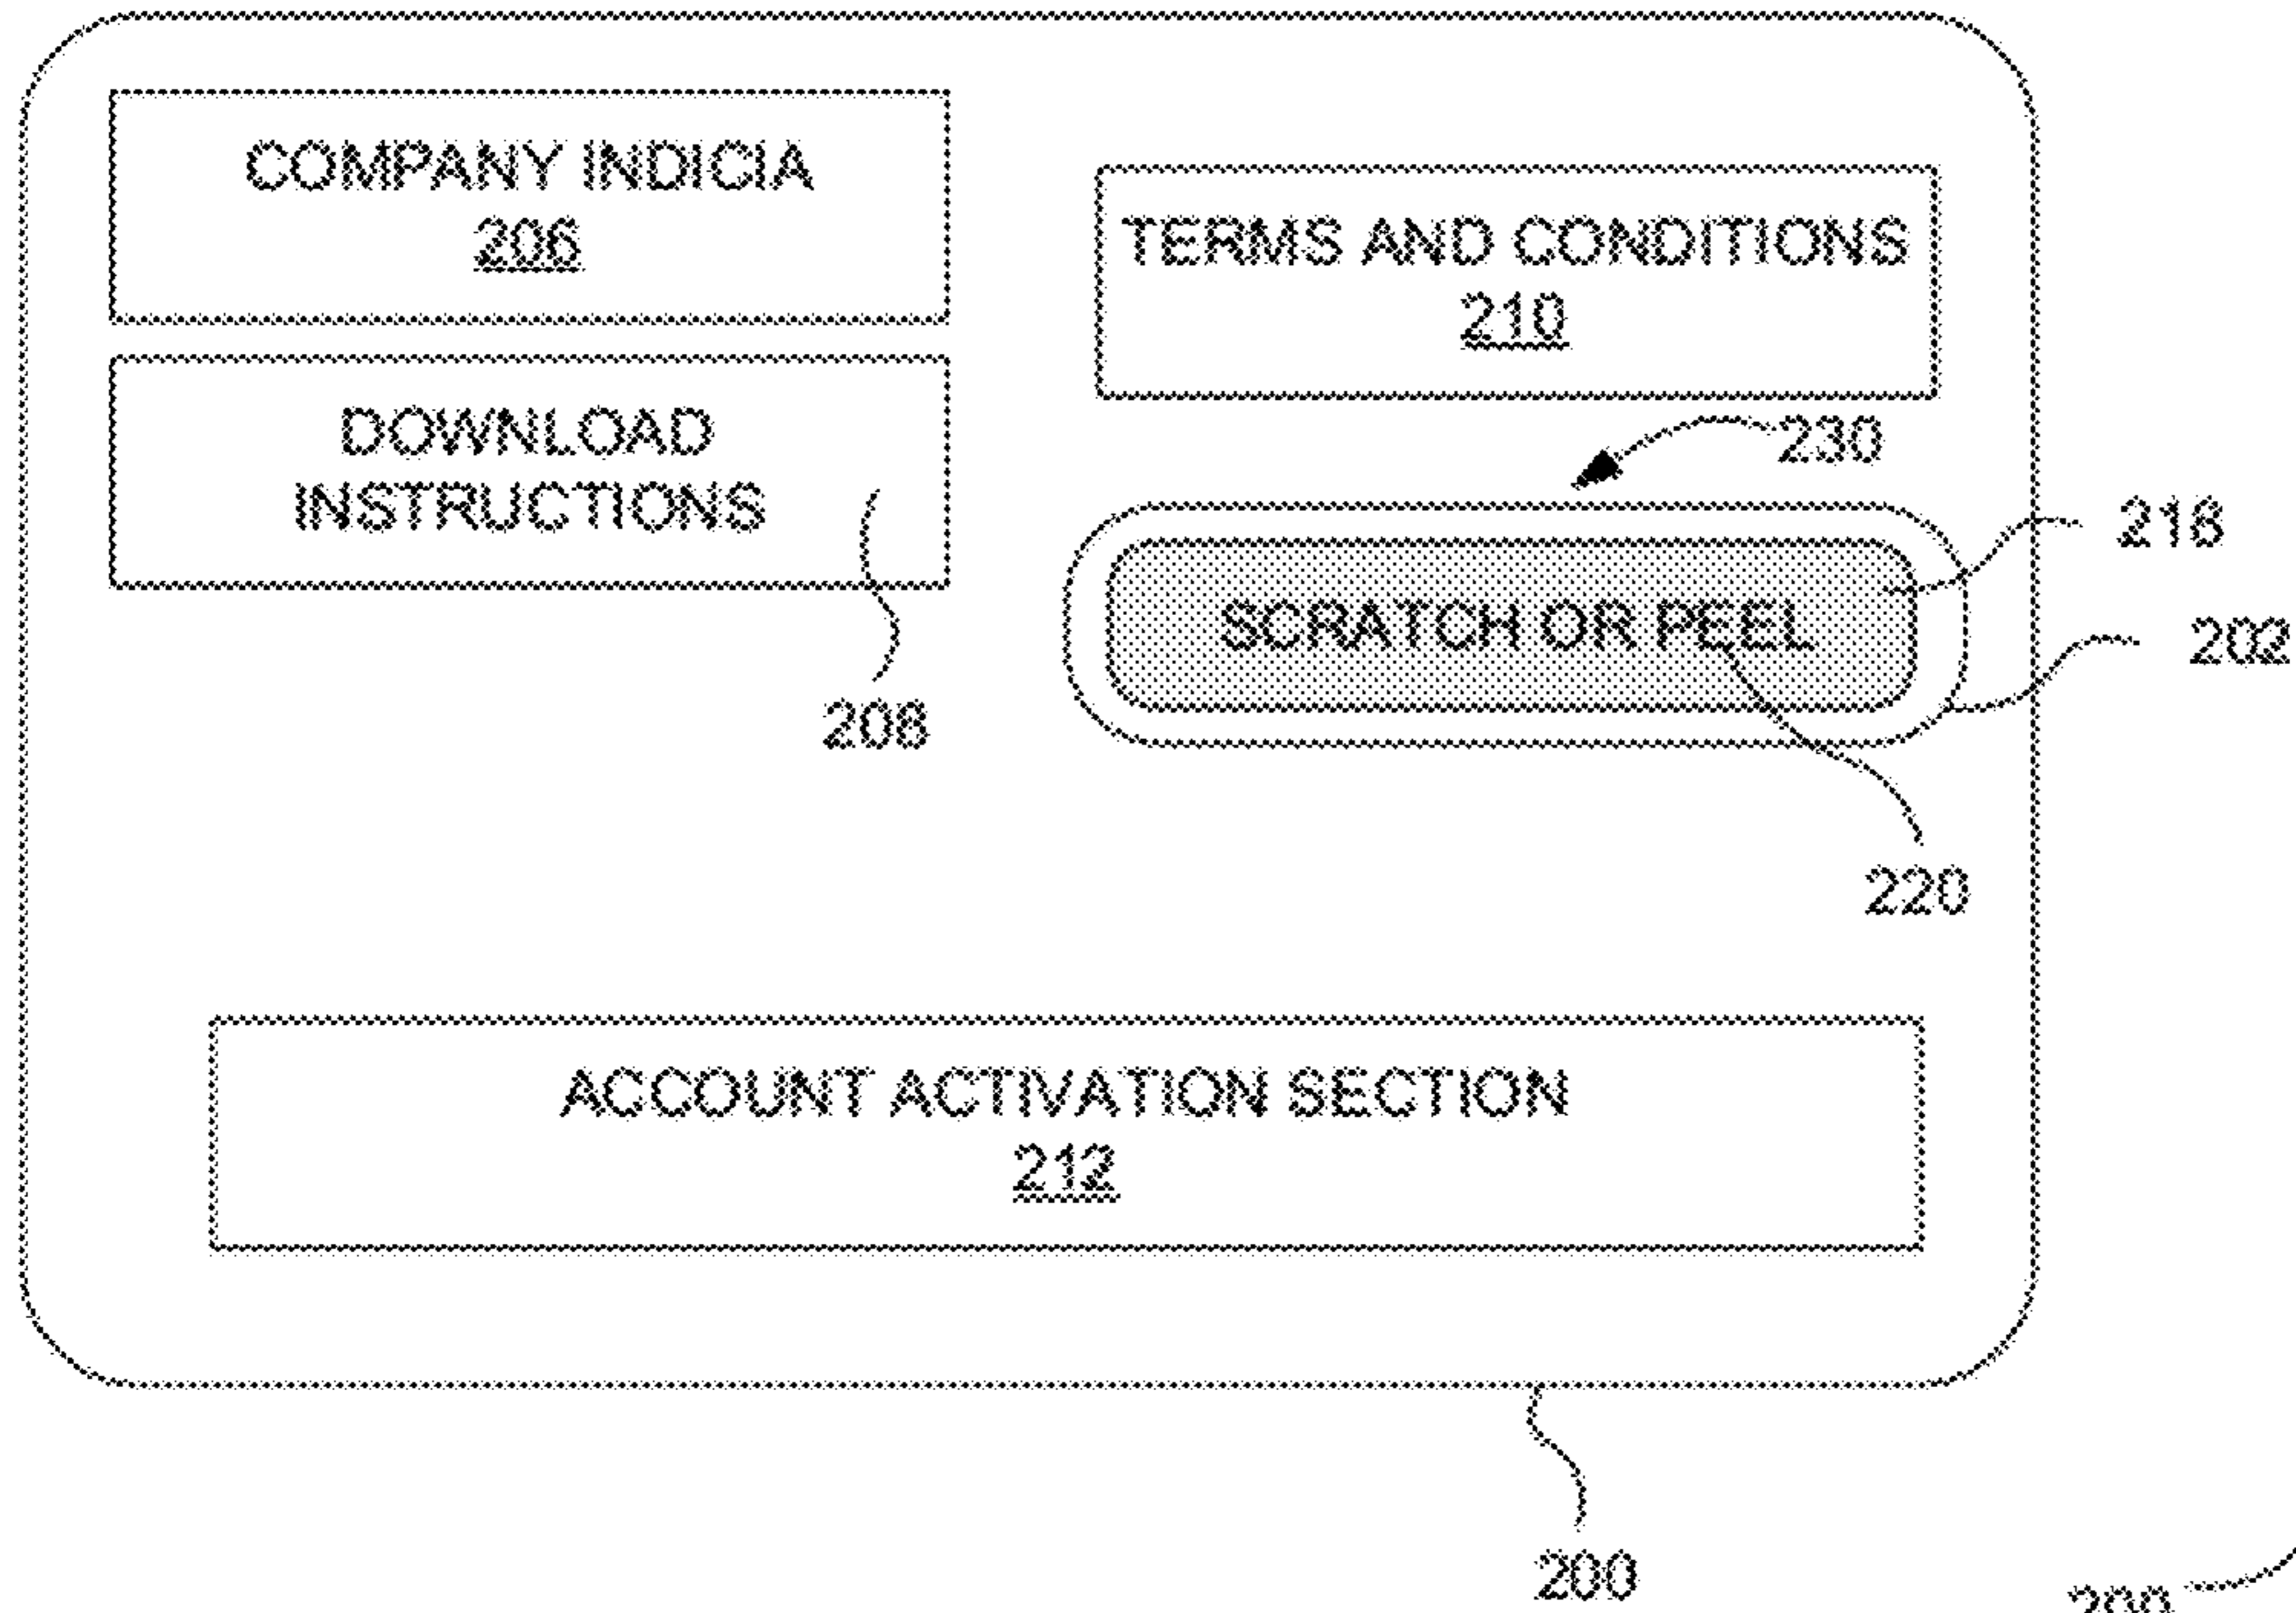 COMPANY INDICIA
206
TERMS AND CONDITIONS
210
DOWNLOAD
INSTRUCTIONS
208
230
SCRATCH OR PEEL
202
220
ACCOUNT ACTIVATION SECTION
212
200